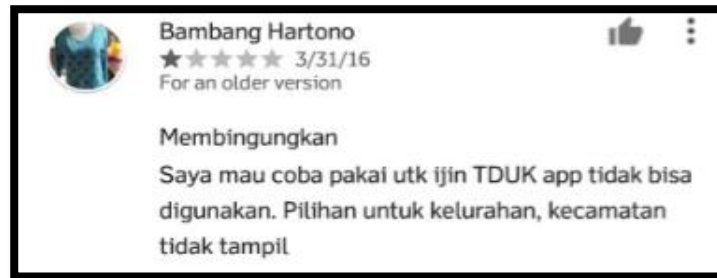 Bambang Hartono
3/31/16
For an older version
Membingungkan
Saya mau coba pakai utk ijin TDUK app tidak bisa
digunakan. Pilihan untuk kelurahan, kecamatan
tidak tampil